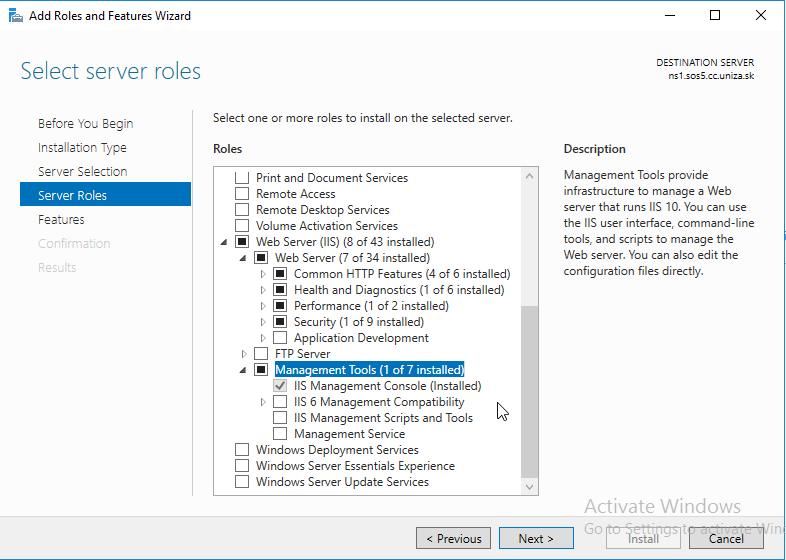 Add Roles and Features Wizard
Select server roles
DESTINATION SERVER
ns1.sos5.cc.uniza.sk
Before You Begin
Installation Type
Server Selection
Server Roles
Features
Confirmation
Results
Select one or more roles to install on the selected server.
Roles
Print and Document Services
Remote Access
Remote Desktop Services
Volume Activation Services
Web Server (IIS) (8 of 43 installed)
Web Server (7 of 34 installed)
Common HTTP Features (4 of 6 installed)
Health and Diagnostics (1 of 6 installed)
Performance (1 of 2 installed)
Security (1 of 9 installed)
Application Development
FTP Server
Management Tools (1 of 7 installed)
IIS Management Console (Installed)
IIS 6 Management Compatibility
IIS Management Scripts and Tools
Management Service
Windows Deployment Services
Windows Server Essentials Experience
Windows Server Update Services
Description
Management Tools provide
infrastructure to manage a Web
server that runs IIS 10. You can use
the IIS user interface, command-line
tools, and scripts to manage the
Web server. You can also edit the
configuration files directly.
Activate Windows
Go to Settings to activate Win
< Previous
Next >
Install
Cancel